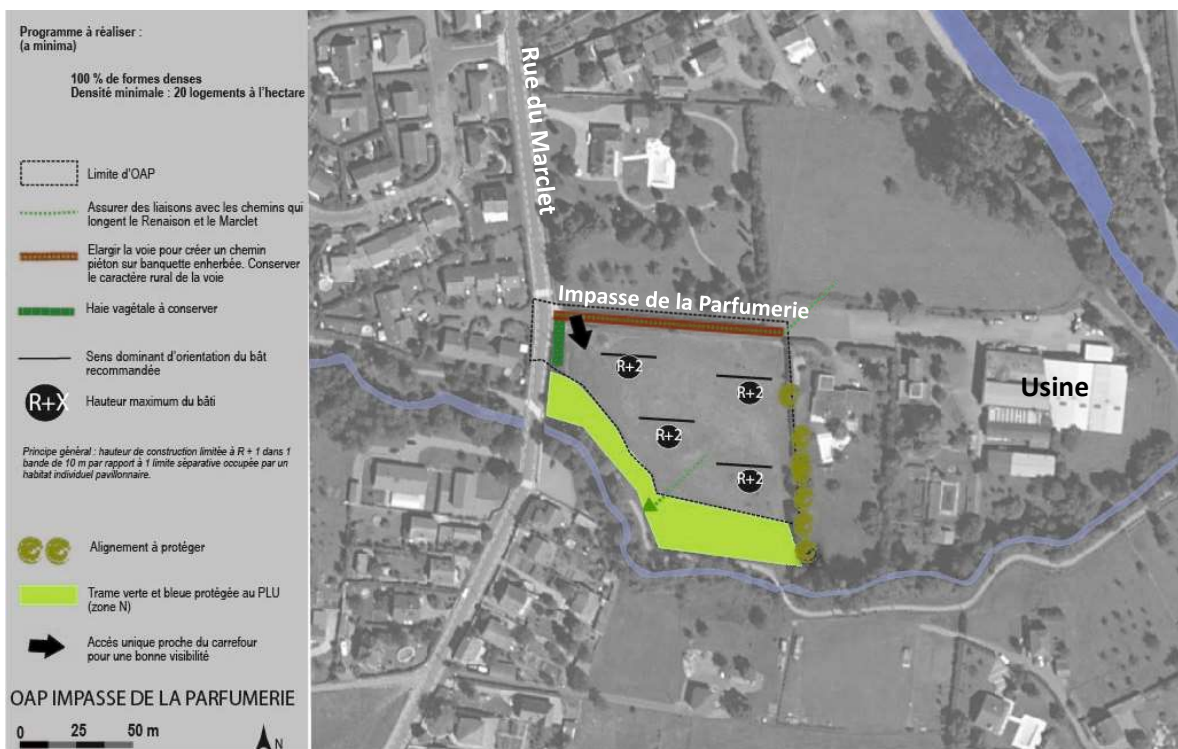 Programme à réaliser :
(a minima)
100 % de formes denses
Densité minimale : 20 logements à l'hectare
Limite d'OAP
Assurer des liaisons avec les chemins qui
longent le Renaison et le Marclet
Elargir la voie pour créer un chemin
piéton sur banquette enherbée. Conserver
le caractère rural de la voie
Haie vagétale à conserver
Sens dominant d'orientation du bât
recommandée
R+X
Hauteur maximum du bâti
Principe général : hauteur de construction limitée à R + 1 dans 1
bande de 10 m par rapport à 1 limite séparative occupée par un
habitat individuel pavillonnaire.
Alignement à protéger
Trame verte et bleue protégée au PLU
(zone N)
Accès unique proche du carrefour
pour une bonne visibilité
OAP IMPASSE DE LA PARFUMERIE
0 25 50 m
N
Rue du Marclet
Impasse de la Parfumerie
R+2
R+2
R+2
R+2
Usine